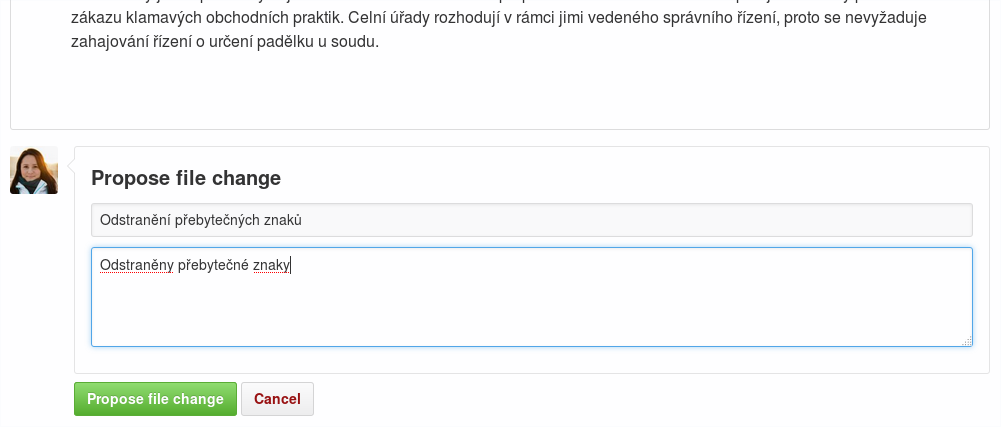 zákazu klamavých obchodních praktik. Celní úřady rozhodují v rámci jimi vedeného správního řízení, proto se nevyžaduje
zahajování řízení o určení padělku u soudu.
Propose file change
Odstranění přebytečných znaků
Odstraněny přebytečné znaky
Propose file change
Cancel